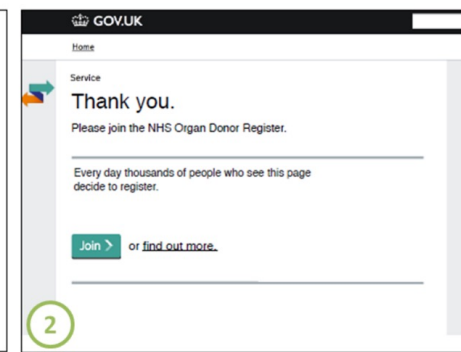 GOV.UK
Home
Service
Thank you.
Please join the NHS Organ Donor Register.
Every day thousands of people who see this page
decide to register.
Join > or find out more.
2